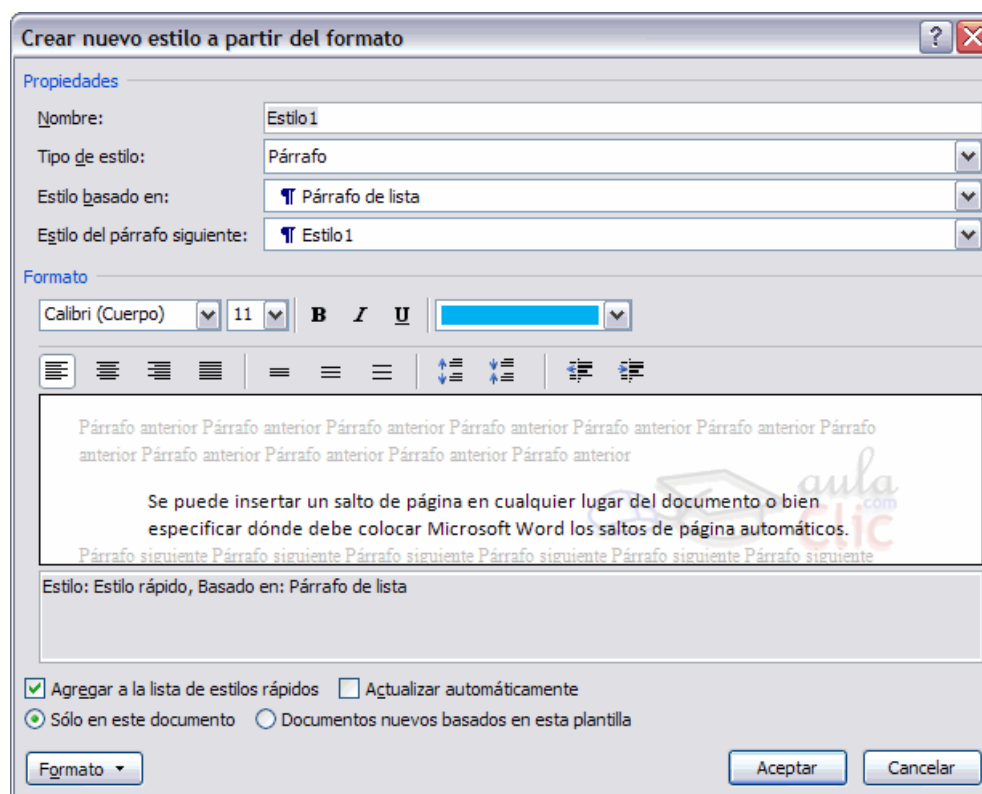 Crear nuevo estilo a partir del formato
Propiedades
Nombre: Estilo1
Tipo de estilo: Párrafo
Estilo basado en: ¶ Párrafo de lista
Estilo del párrafo siguiente: ¶ Estilo1
Formato
Calibri (Cuerpo) 11 B I U
Párrafo anterior Párrafo anterior Párrafo anterior Párrafo anterior Párrafo anterior Párrafo anterior Párrafo
anterior Párrafo anterior Párrafo anterior Párrafo anterior Párrafo anterior
aula
.com
clic
Se puede insertar un salto de página en cualquier lugar del documento o bien
especificar dónde debe colocar Microsoft Word los saltos de página automáticos.
Párrafo siguiente Párrafo siguiente Párrafo siguiente Párrafo siguiente Párrafo siguiente Párrafo siguiente
Estilo: Estilo rápido, Basado en: Párrafo de lista
Agregar a la lista de estilos rápidos Actualizar automáticamente
Sólo en este documento Documentos nuevos basados en esta plantilla
Formato Aceptar Cancelar